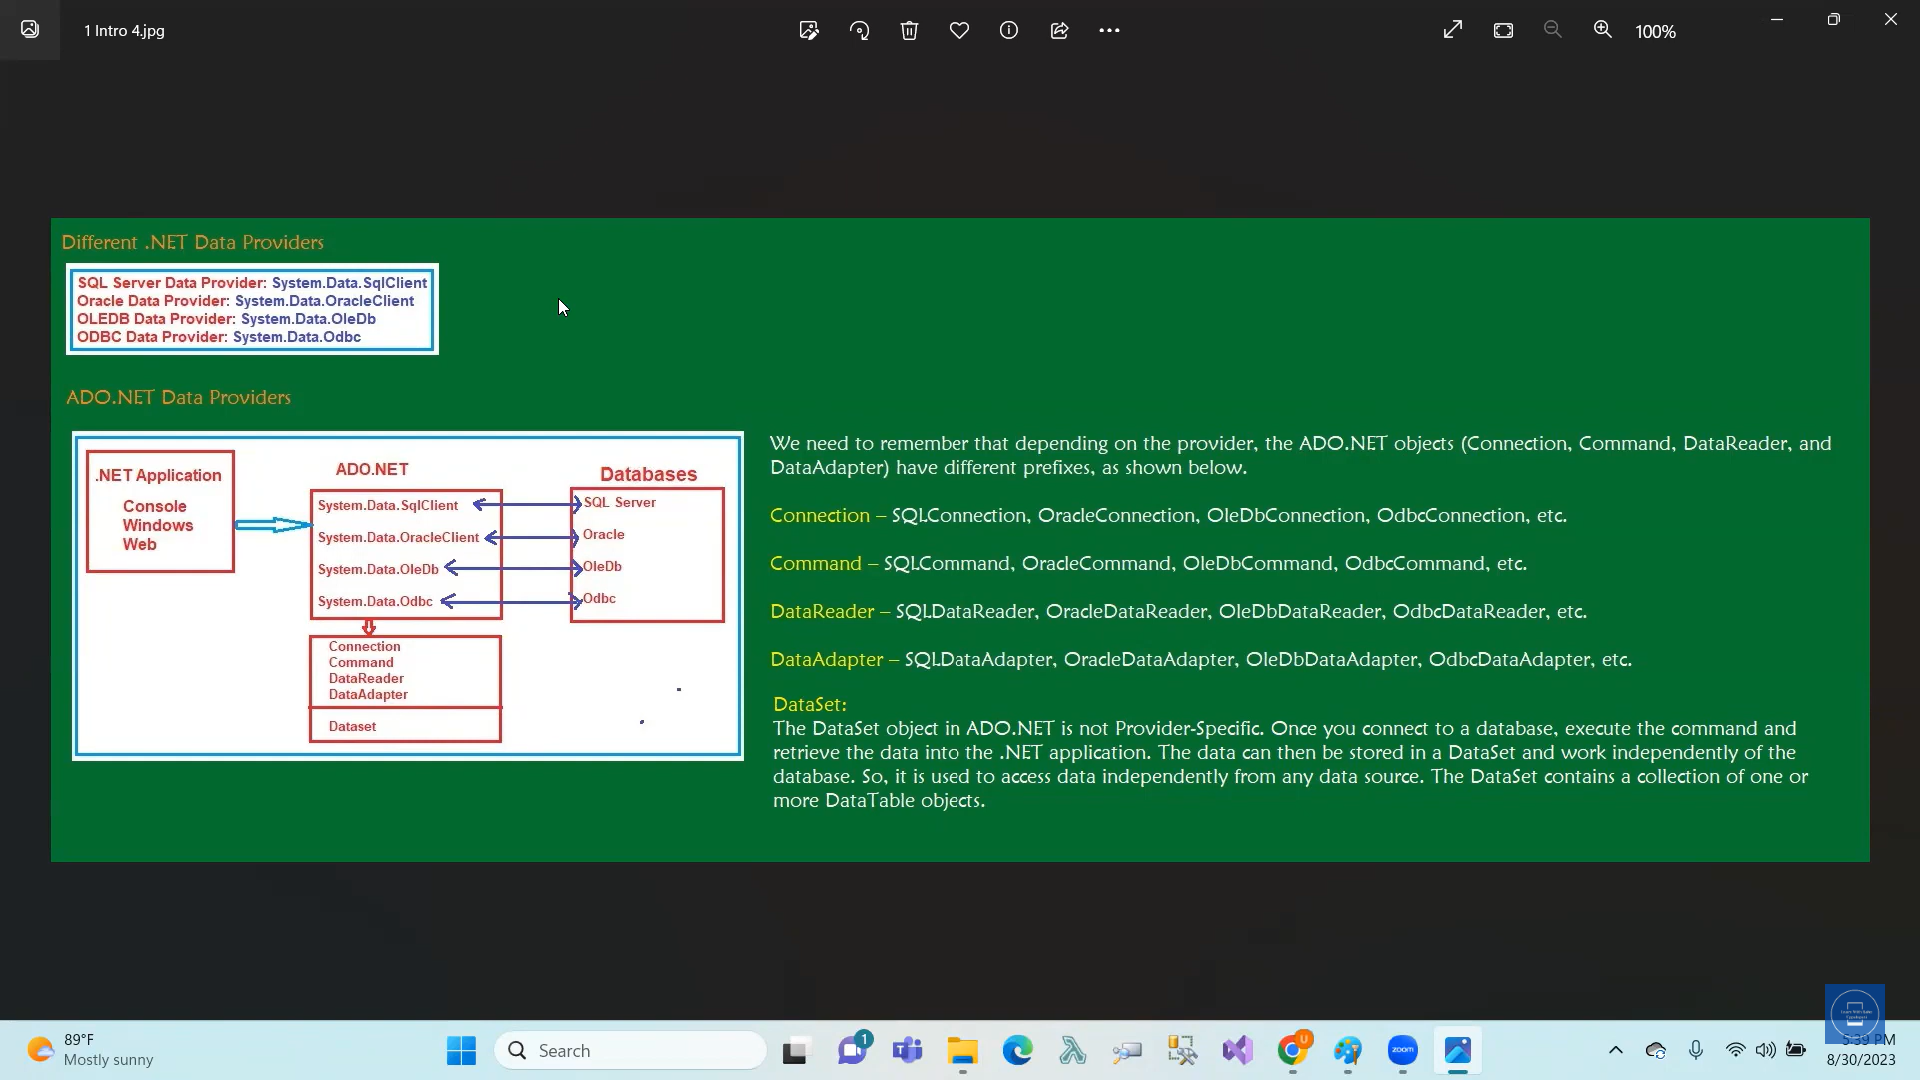 1 Intro 4.jpg
100%
Different .NET Data Providers
SQL Server Data Provider: System.Data.SqlClient
Oracle Data Provider: System.Data.OracleClient
OLEDB Data Provider: System.Data.OleDb
ODBC Data Provider: System.Data.Odbc
ADO.NET Data Providers
.NET Application
Console
Windows
Web
ADO.NET
System.Data.SqlClient
System.Data.OracleClient
System.Data.OleDb
System.Data.Odbc
Connection
Command
DataReader
DataAdapter
Dataset
Databases
SQL Server
Oracle
OleDb
Odbc
We need to remember that depending on the provider, the ADO.NET objects (Connection, Command, DataReader, and
DataAdapter) have different prefixes, as shown below.
Connection – SQLConnection, OracleConnection, OleDbConnection, OdbcConnection, etc.
Command – SQLCommand, OracleCommand, OleDbCommand, OdbcCommand, etc.
DataReader – SQLDataReader, OracleDataReader, OleDbDataReader, OdbcDataReader, etc.
DataAdapter – SQLDataAdapter, OracleDataAdapter, OleDbDataAdapter, OdbcDataAdapter, etc.
DataSet:
The DataSet object in ADO.NET is not Provider-Specific. Once you connect to a database, execute the command and
retrieve the data into the .NET application. The data can then be stored in a DataSet and work independently of the
database. So, it is used to access data independently from any data source. The DataSet contains a collection of one or
more DataTable objects.
89°F
Mostly sunny
Search
1
U
zoom
5:39 PM
8/30/2023